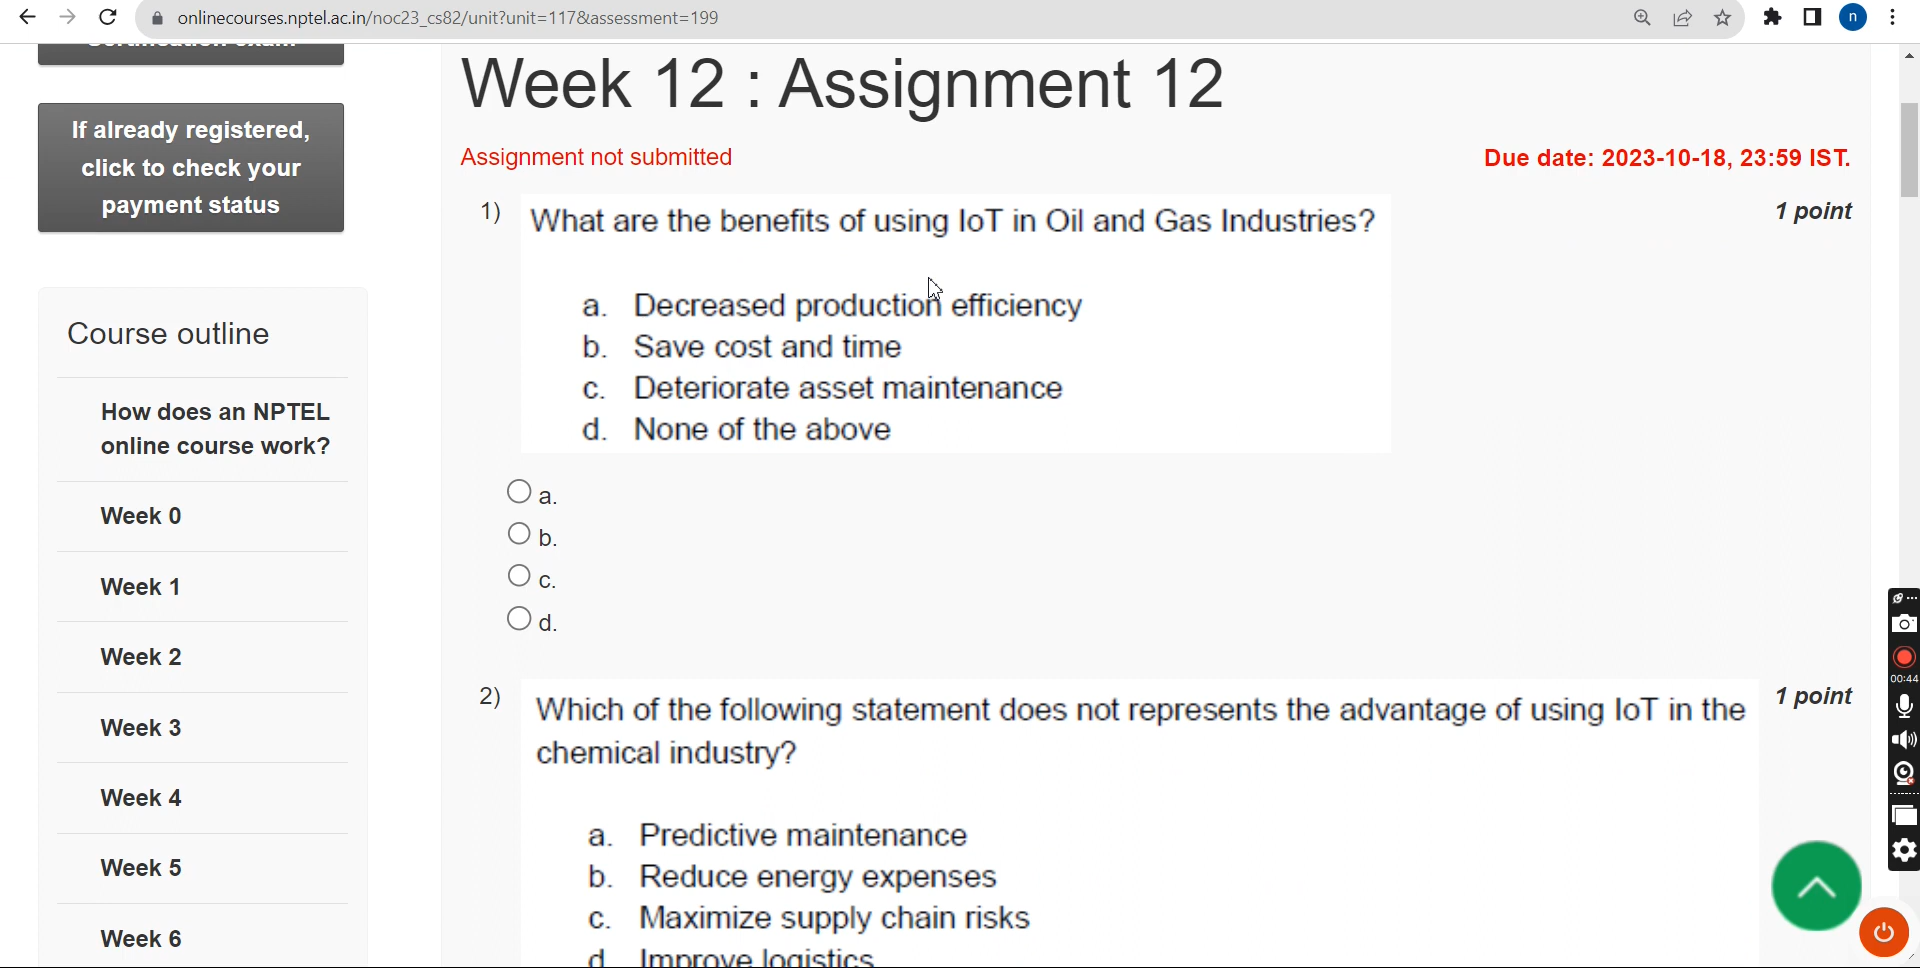 onlinecourses.nptel.ac.in/noc23_cs82/unit?unit=117&assessment=199
n
Certification exam
If already registered,
click to check your
payment status
Course outline
How does an NPTEL
online course work?
Week 0
Week 1
Week 2
Week 3
Week 4
Week 5
Week 6
Week 12 : Assignment 12
Assignment not submitted
Due date: 2023-10-18, 23:59 IST.
1)
What are the benefits of using IoT in Oil and Gas Industries?
1 point
a. Decreased production efficiency
b. Save cost and time
c. Deteriorate asset maintenance
d. None of the above
a.
b.
c.
d.
2)
Which of the following statement does not represents the advantage of using IoT in the
chemical industry?
1 point
a. Predictive maintenance
b. Reduce energy expenses
c. Maximize supply chain risks
d. Improve logistics
00:44